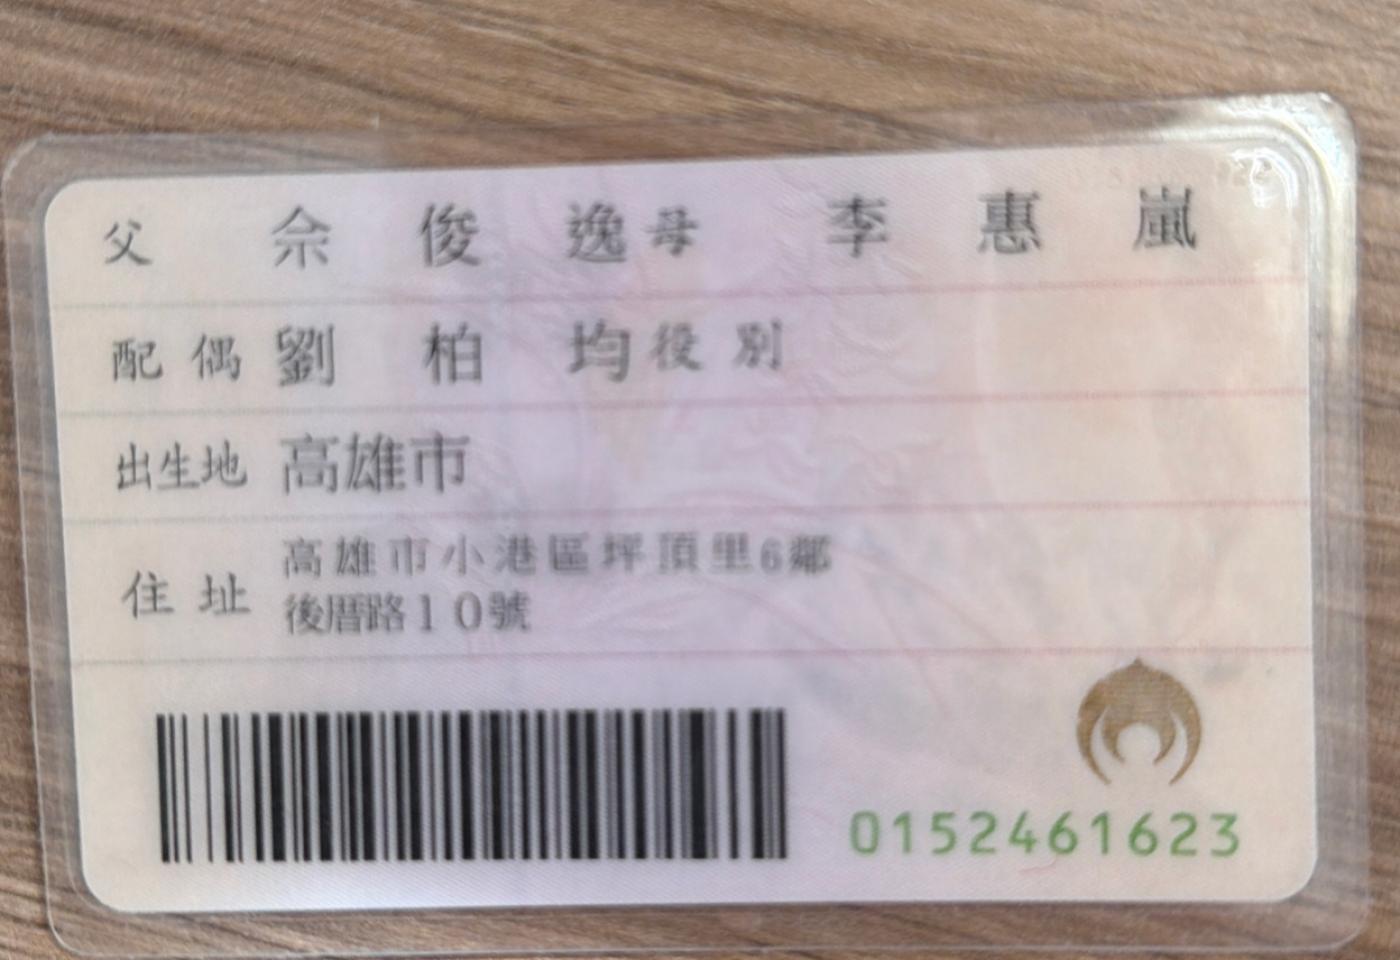 父 佘 俊 逸 母 李 惠 嵐
配 偶 劉 柏 均 役 別
出生地 高雄市
住 址 高雄市小港區坪頂里6鄰
後厝路10號
0152461623